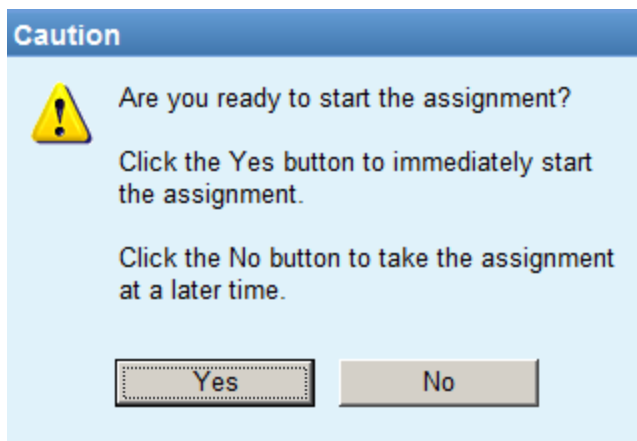 Caution
Are you ready to start the assignment?
Click the Yes button to immediately start
the assignment.
Click the No button to take the assignment
at a later time.
Yes
No